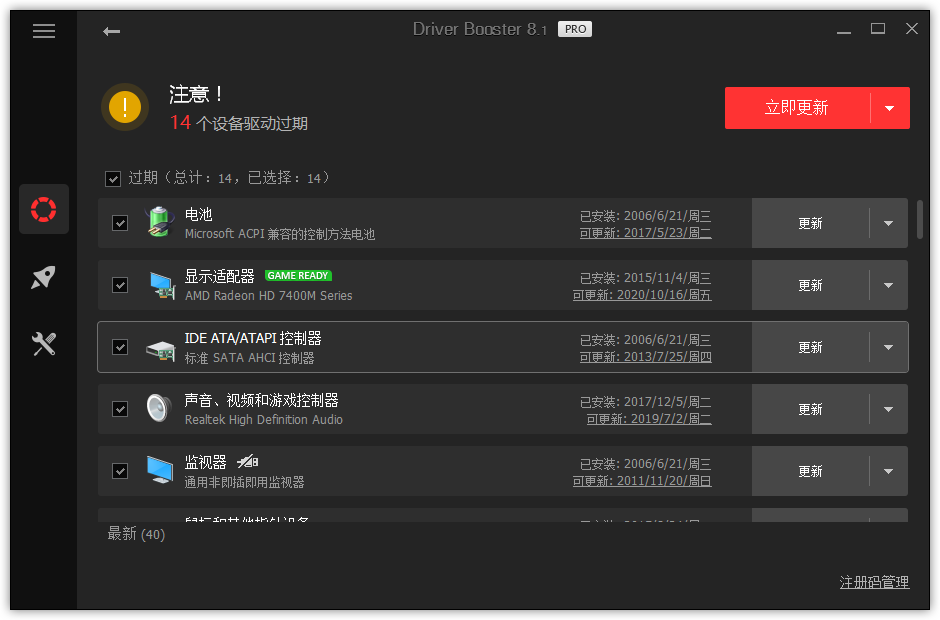 Driver Booster 8.1 PRO
注意！
14 个设备驱动过期
立即更新
过期（总计：14，已选择：14）
电池
Microsoft ACPI 兼容的控制方法电池
已安装: 2006/6/21/周三
可更新: 2017/5/23/周二
更新
显示适配器 GAME READY
AMD Radeon HD 7400M Series
已安装: 2015/11/4/周三
可更新: 2020/10/16/周五
更新
IDE ATA/ATAPI 控制器
标准 SATA AHCI 控制器
已安装: 2006/6/21/周三
可更新: 2013/7/25/周四
更新
声音、视频和游戏控制器
Realtek High Definition Audio
已安装: 2017/12/5/周二
可更新: 2019/7/2/周二
更新
监视器
通用非即插即用监视器
已安装: 2006/6/21/周三
可更新: 2011/11/20/周日
更新
鼠标和其他指针设备
最新 (40)
注册码管理